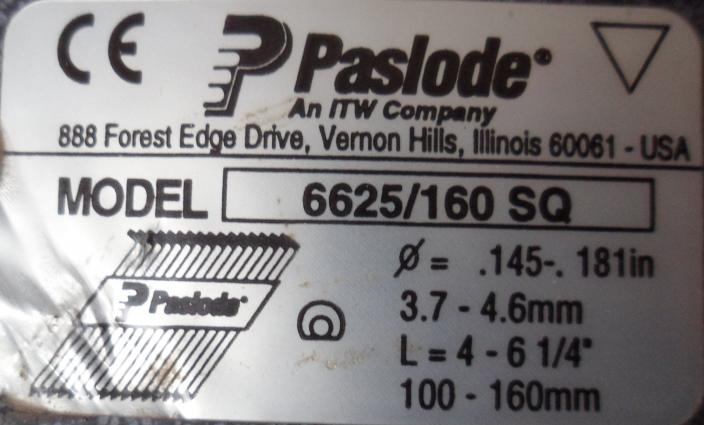 CE Paslode®
An ITW Company
888 Forest Edge Drive, Vernon Hills, Illinois 60061 - USA
MODEL 6625/160 SQ
Ø = .145-. 181in
Paslode®
3.7 - 4.6mm
L = 4 - 6 1/4"
100 - 160mm